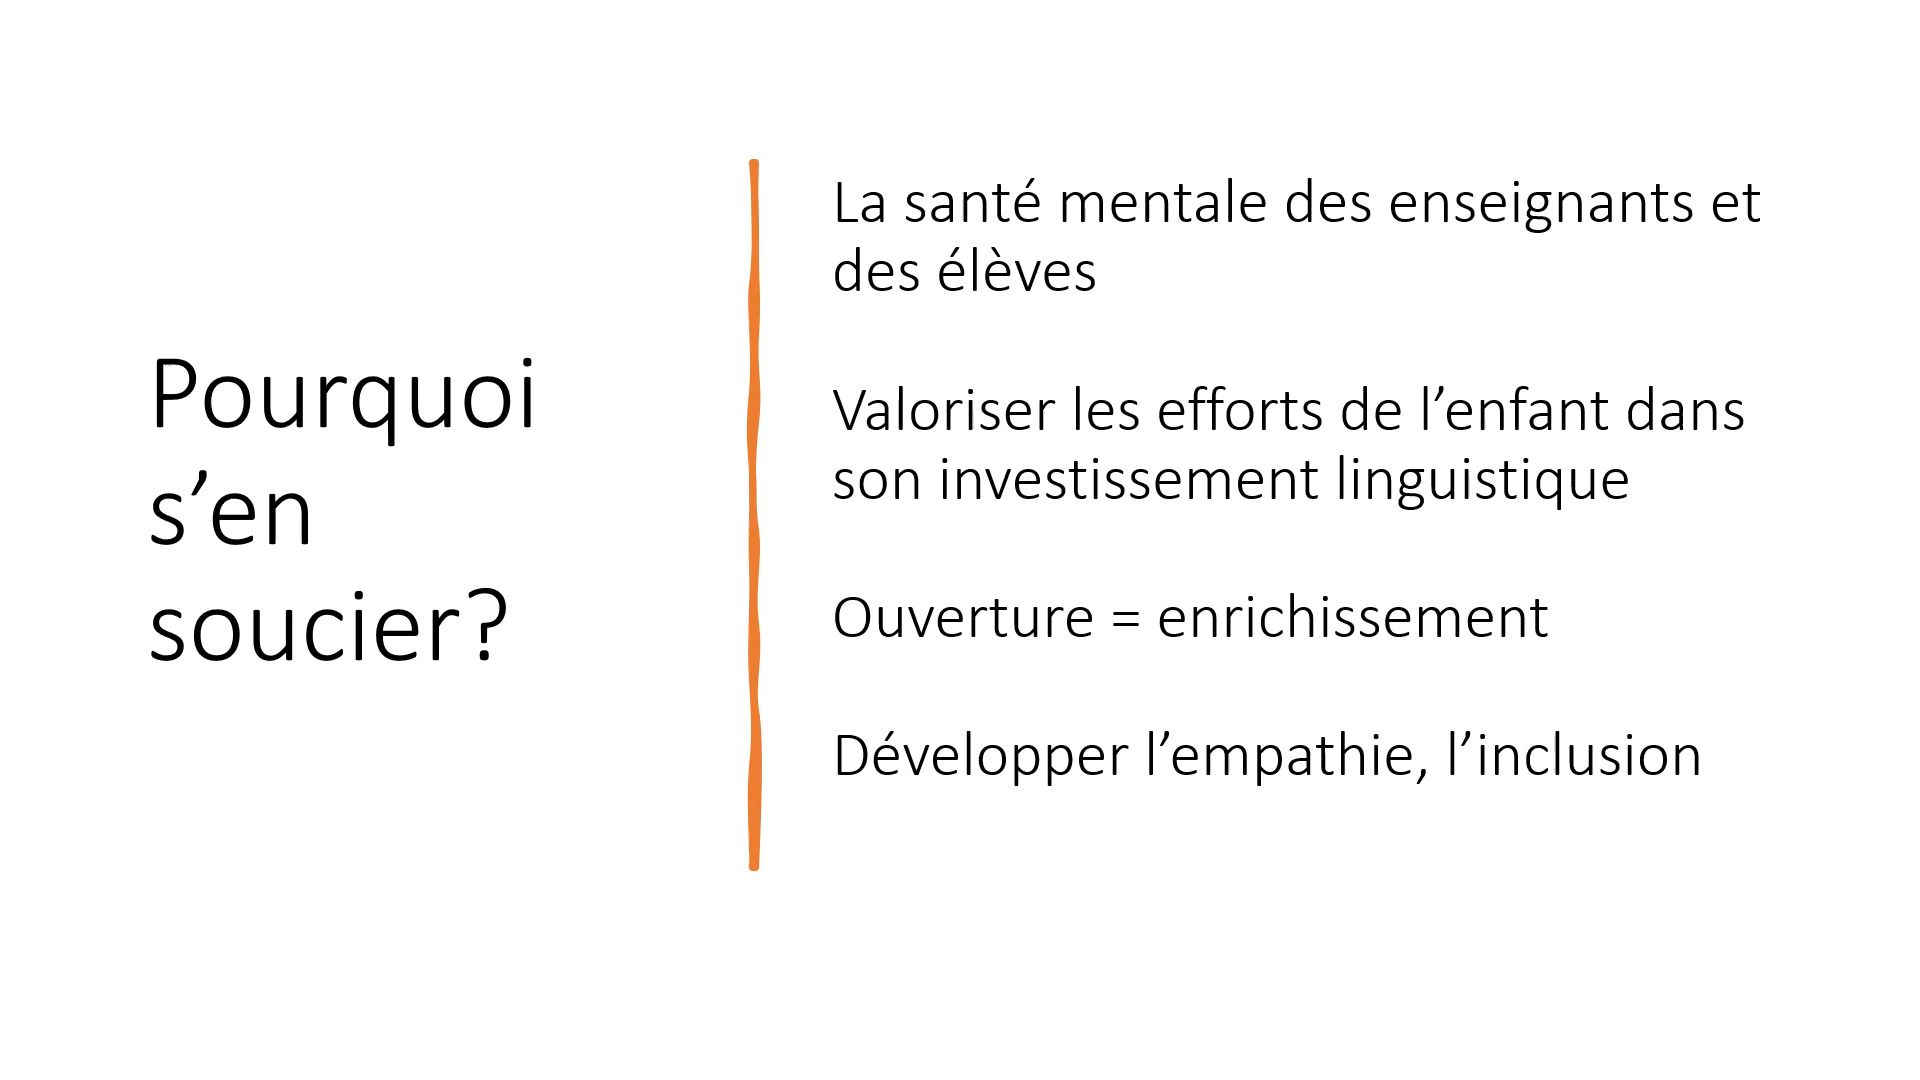 Pourquoi
s’en
soucier?
La santé mentale des enseignants et
des élèves
Valoriser les efforts de l’enfant dans
son investissement linguistique
Ouverture = enrichissement
Développer l’empathie, l’inclusion